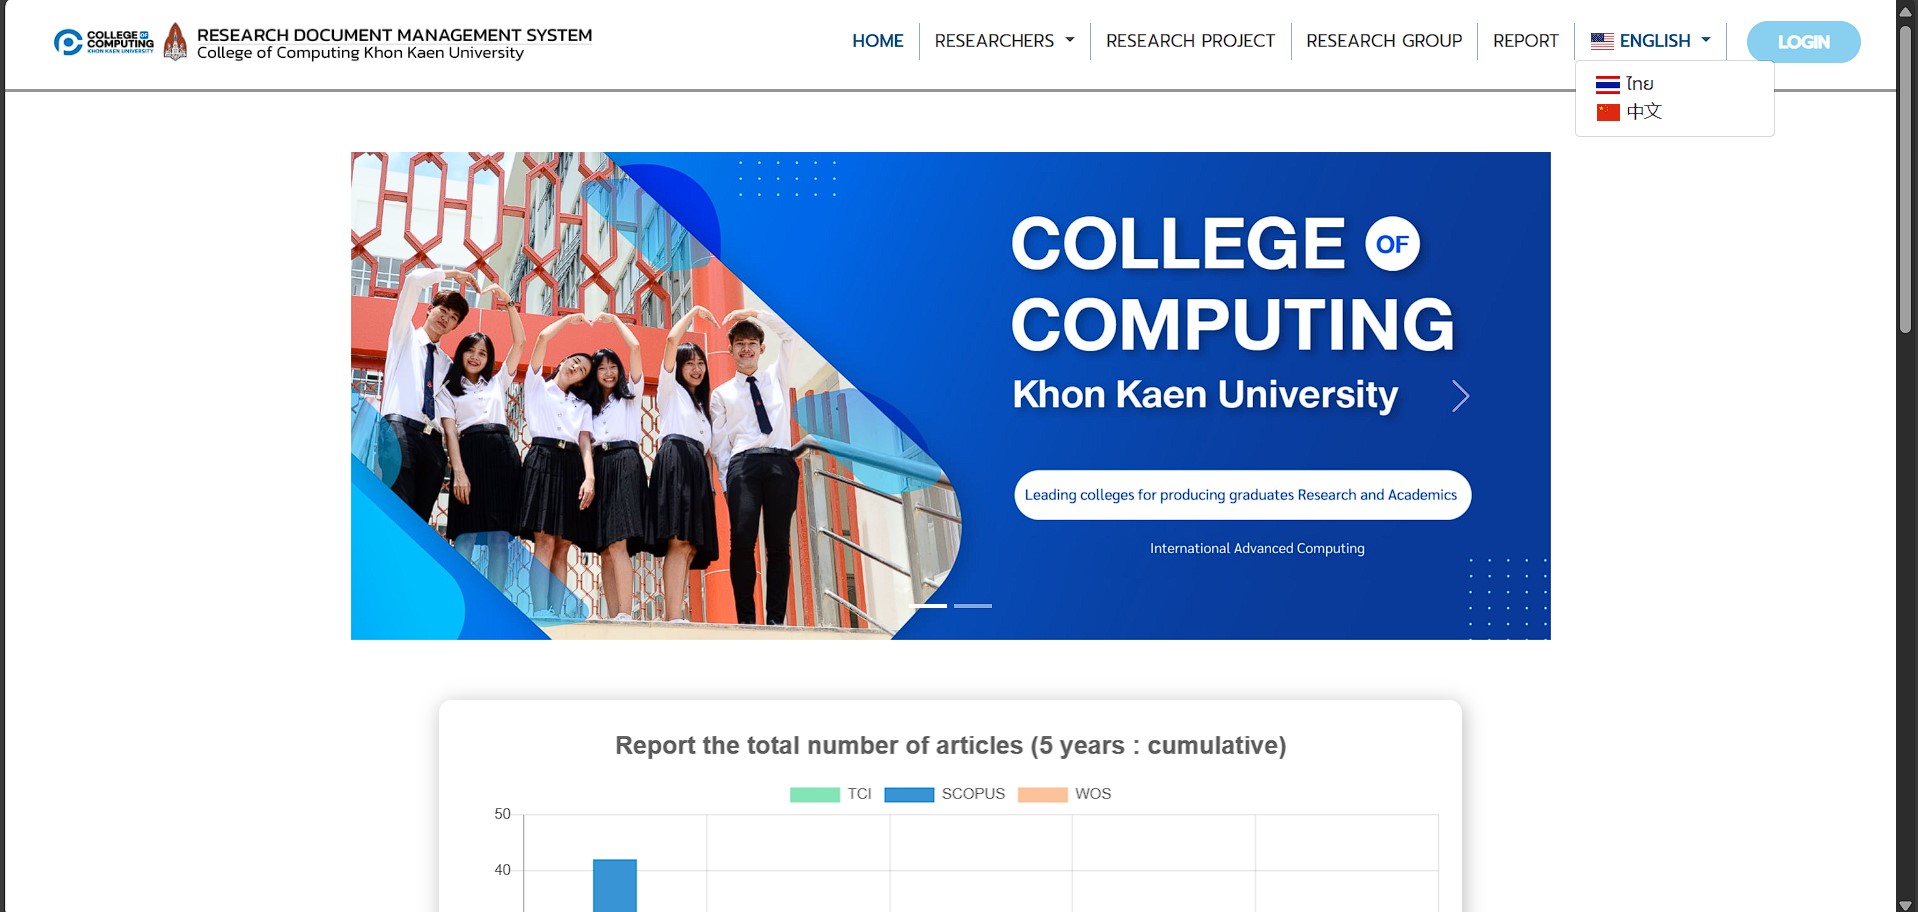 COLLEGE OF
COMPUTING
KHON KAEN UNIVERSITY
RESEARCH DOCUMENT MANAGEMENT SYSTEM
College of Computing Khon Kaen University
HOME
RESEARCHERS
RESEARCH PROJECT
RESEARCH GROUP
REPORT
ENGLISH
LOGIN
ไทย
中文
COLLEGE OF
COMPUTING
Khon Kaen University
Leading colleges for producing graduates Research and Academics
International Advanced Computing
Report the total number of articles (5 years : cumulative)
TCI SCOPUS WOS
50
40